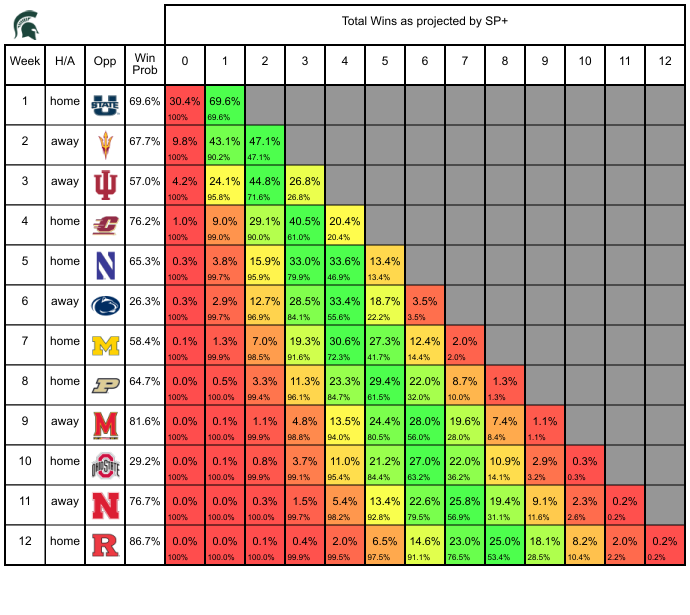 Total Wins as projected by SP+
Week H/A Opp Win Prob 0 1 2 3 4 5 6 7 8 9 10 11 12
1 home U STATE 69.6% 30.4% 69.6%
100% 69.6%
2 away 67.7% 9.8% 43.1% 47.1%
100% 90.2% 47.1%
3 away 57.0% 4.2% 24.1% 44.8% 26.8%
100% 95.8% 71.6% 26.8%
4 home C 76.2% 1.0% 9.0% 29.1% 40.5% 20.4%
100% 99.0% 90.0% 61.0% 20.4%
5 home N 65.3% 0.3% 3.8% 15.9% 33.0% 33.6% 13.4%
100% 99.7% 95.9% 79.9% 46.9% 13.4%
6 away 26.3% 0.3% 2.9% 12.7% 28.5% 33.4% 18.7% 3.5%
100% 99.7% 96.9% 84.1% 55.6% 22.2% 3.5%
7 home M 58.4% 0.1% 1.3% 7.0% 19.3% 30.6% 27.3% 12.4% 2.0%
100% 99.9% 98.5% 91.6% 72.3% 41.7% 14.4% 2.0%
8 home P 64.7% 0.0% 0.5% 3.3% 11.3% 23.3% 29.4% 22.0% 8.7% 1.3%
100% 100.0% 99.4% 96.1% 84.7% 61.5% 32.0% 10.0% 1.3%
9 away M 81.6% 0.0% 0.1% 1.1% 4.8% 13.5% 24.4% 28.0% 19.6% 7.4% 1.1%
100% 100.0% 99.9% 98.8% 94.0% 80.5% 56.0% 28.0% 8.4% 1.1%
10 home OHIO STATE 29.2% 0.0% 0.1% 0.8% 3.7% 11.0% 21.2% 27.0% 22.0% 10.9% 2.9% 0.3%
100% 100.0% 99.9% 99.1% 95.4% 84.4% 63.2% 36.2% 14.1% 3.2% 0.3%
11 away N 76.7% 0.0% 0.0% 0.3% 1.5% 5.4% 13.4% 22.6% 25.8% 19.4% 9.1% 2.3% 0.2%
100% 100.0% 100.0% 99.7% 98.2% 92.8% 79.5% 56.9% 31.1% 11.6% 2.6% 0.2%
12 home R 86.7% 0.0% 0.0% 0.1% 0.4% 2.0% 6.5% 14.6% 23.0% 25.0% 18.1% 8.2% 2.0% 0.2%
100% 100.0% 100.0% 99.9% 99.5% 97.5% 91.1% 76.5% 53.4% 28.5% 10.4% 2.2% 0.2%